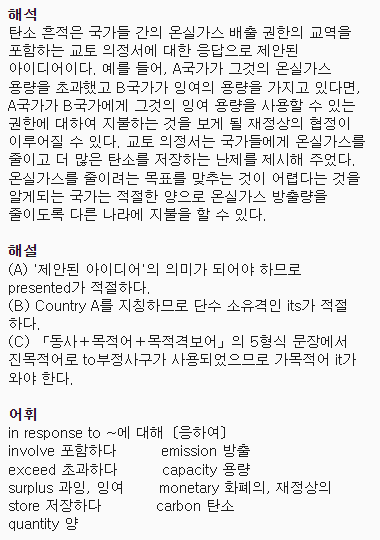 해석
탄소 흔적은 국가들 간의 온실가스 배출 권한의 교역을
포함하는 교토 의정서에 대한 응답으로 제안된
아이디어이다. 예를 들어, A국가가 그것의 온실가스
용량을 초과했고 B국가가 잉여의 용량을 가지고 있다면,
A국가가 B국가에게 그것의 잉여 용량을 사용할 수 있는
권한에 대하여 지불하는 것을 보게 될 재정상의 협정이
이루어질 수 있다. 교토 의정서는 국가들에게 온실가스를
줄이고 더 많은 탄소를 저장하는 난제를 제시해 주었다.
온실가스를 줄이려는 목표를 맞추는 것이 어렵다는 것을
알게되는 국가는 적절한 양으로 온실가스 방출량을
줄이도록 다른 나라에 지불을 할 수 있다.
해설
(A) '제안된 아이디어'의 의미가 되어야 하므로
presented가 적절하다.
(B) Country A를 지칭하므로 단수 소유격인 its가 적절
하다.
(C) 「동사+목적어+목적격보어」의 5형식 문장에서
진목적어로 to부정사구가 사용되었으므로 가목적어 it가
와야 한다.
어휘
in response to ~에 대해〔응하여〕
involve 포함하다 emission 방출
exceed 초과하다 capacity 용량
surplus 과잉, 잉여 monetary 화폐의, 재정상의
store 저장하다 carbon 탄소
quantity 양